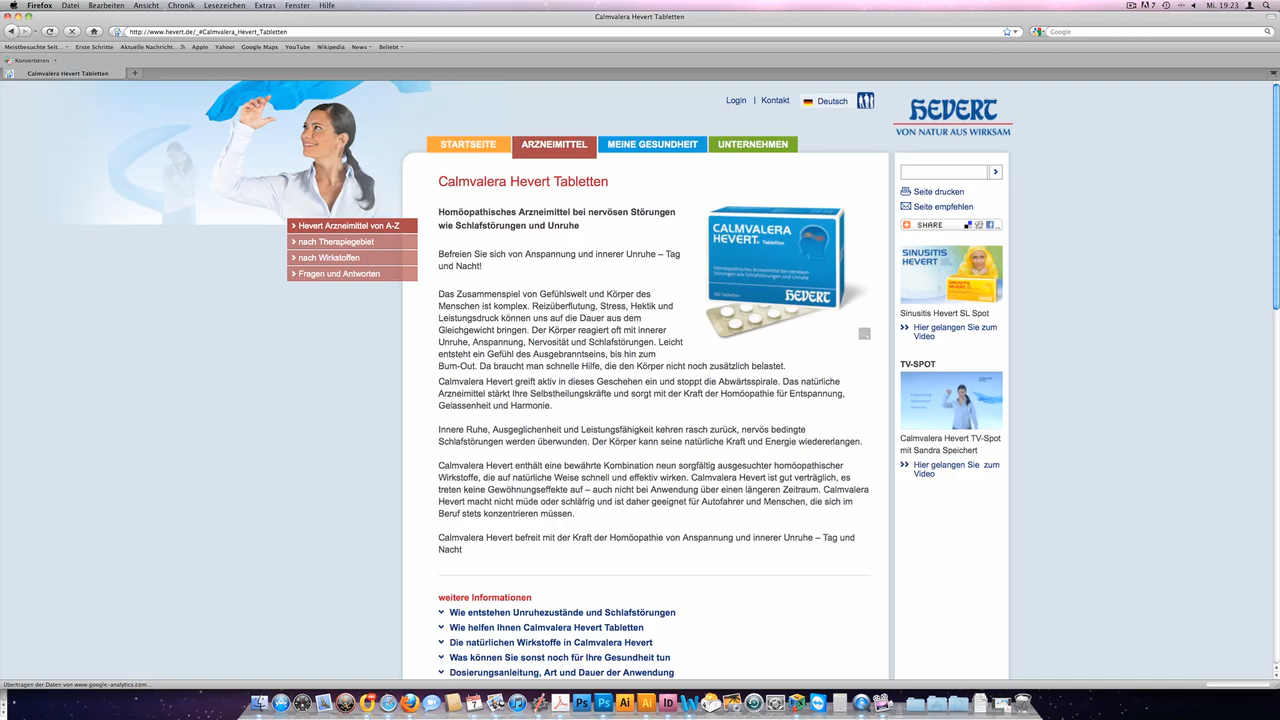 Firefox Datei Bearbeiten Ansicht Chronik Lesezeichen Extras Fenster Hilfe
7 Mi. 19:23
Calmvalera Hevert Tabletten
http://www.hevert.de/_#Calmvalera_Hevert_Tabletten
Google
Meistbesuchte Seit... Erste Schritte Aktuelle Nachricht... Apple Yahoo! Google Maps YouTube Wikipedia News Beliebt
Konvertieren
Calmvalera Hevert Tabletten
Login | Kontakt Deutsch
HEVERT
VON NATUR AUS WIRKSAM
STARTSEITE ARZNEIMITTEL MEINE GESUNDHEIT UNTERNEHMEN
Hevert Arzneimittel von A-Z
nach Therapiegebiet
nach Wirkstoffen
Fragen und Antworten
Calmvalera Hevert Tabletten
Homöopathisches Arzneimittel bei nervösen Störungen
wie Schlafstörungen und Unruhe
Befreien Sie sich von Anspannung und innerer Unruhe – Tag
und Nacht!
Das Zusammenspiel von Gefühlswelt und Körper des
Menschen ist komplex. Reizüberflutung, Stress, Hektik und
Leistungsdruck können uns auf die Dauer aus dem
Gleichgewicht bringen. Der Körper reagiert oft mit innerer
Unruhe, Anspannung, Nervosität und Schlafstörungen. Leicht
entsteht ein Gefühl des Ausgebranntseins, bis hin zum
Burn-Out. Da braucht man schnelle Hilfe, die den Körper nicht noch zusätzlich belastet.
Calmvalera Hevert greift aktiv in dieses Geschehen ein und stoppt die Abwärtsspirale. Das natürliche
Arzneimittel stärkt Ihre Selbstheilungskräfte und sorgt mit der Kraft der Homöopathie für Entspannung,
Gelassenheit und Harmonie.
Innere Ruhe, Ausgeglichenheit und Leistungsfähigkeit kehren rasch zurück, nervös bedingte
Schlafstörungen werden überwunden. Der Körper kann seine natürliche Kraft und Energie wiedererlangen.
Calmvalera Hevert enthält eine bewährte Kombination neun sorgfältig ausgesuchter homöopathischer
Wirkstoffe, die auf natürliche Weise schnell und effektiv wirken. Calmvalera Hevert ist gut verträglich, es
treten keine Gewöhnungseffekte auf – auch nicht bei Anwendung über einen längeren Zeitraum. Calmvalera
Hevert macht nicht müde oder schläfrig und ist daher geeignet für Autofahrer und Menschen, die sich im
Beruf stets konzentrieren müssen.
Calmvalera Hevert befreit mit der Kraft der Homöopathie von Anspannung und innerer Unruhe – Tag und
Nacht
CALMVALERA
HEVERT Tabletten
Homöopathisches Arzneimittel bei nervösen
Störungen wie Schlafstörungen und Unruhe
100 Tabletten
HEVERT
weitere Informationen
Wie entstehen Unruhezustände und Schlafstörungen
Wie helfen Ihnen Calmvalera Hevert Tabletten
Die natürlichen Wirkstoffe in Calmvalera Hevert
Was können Sie sonst noch für Ihre Gesundheit tun
Dosierungsanleitung, Art und Dauer der Anwendung
Seite drucken
Seite empfehlen
SHARE
SINUSITIS
HEVERT
Sinusitis Hevert SL Spot
Hier gelangen Sie zum
Video
TV-SPOT
Calmvalera Hevert TV-Spot
mit Sandra Speichert
Hier gelangen Sie zum
Video
Übertragen der Daten von www.google-analytics.com...
7 Ps Ps Ai Ai Id